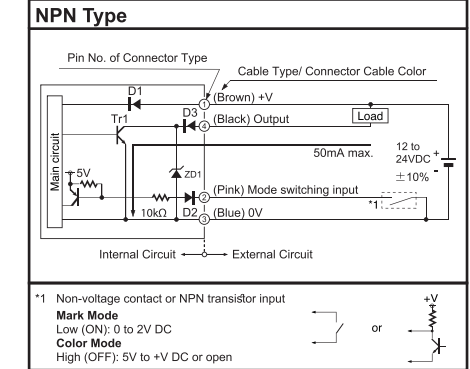 NPN Type
Pin No. of Connector Type
Cable Type/ Connector Cable Color
D1
1 (Brown) +V
Tr1
D3
4 (Black) Output
Load
Main circuit
50mA max.
12 to
24VDC
±10%
+
-
5V
ZD1
2 (Pink) Mode switching input
*1
10kΩ
D2
3 (Blue) 0V
Internal Circuit
External Circuit
*1 Non-voltage contact or NPN transistor input
Mark Mode
Low (ON): 0 to 2V DC
Color Mode
High (OFF): 5V to +V DC or open
or
+V